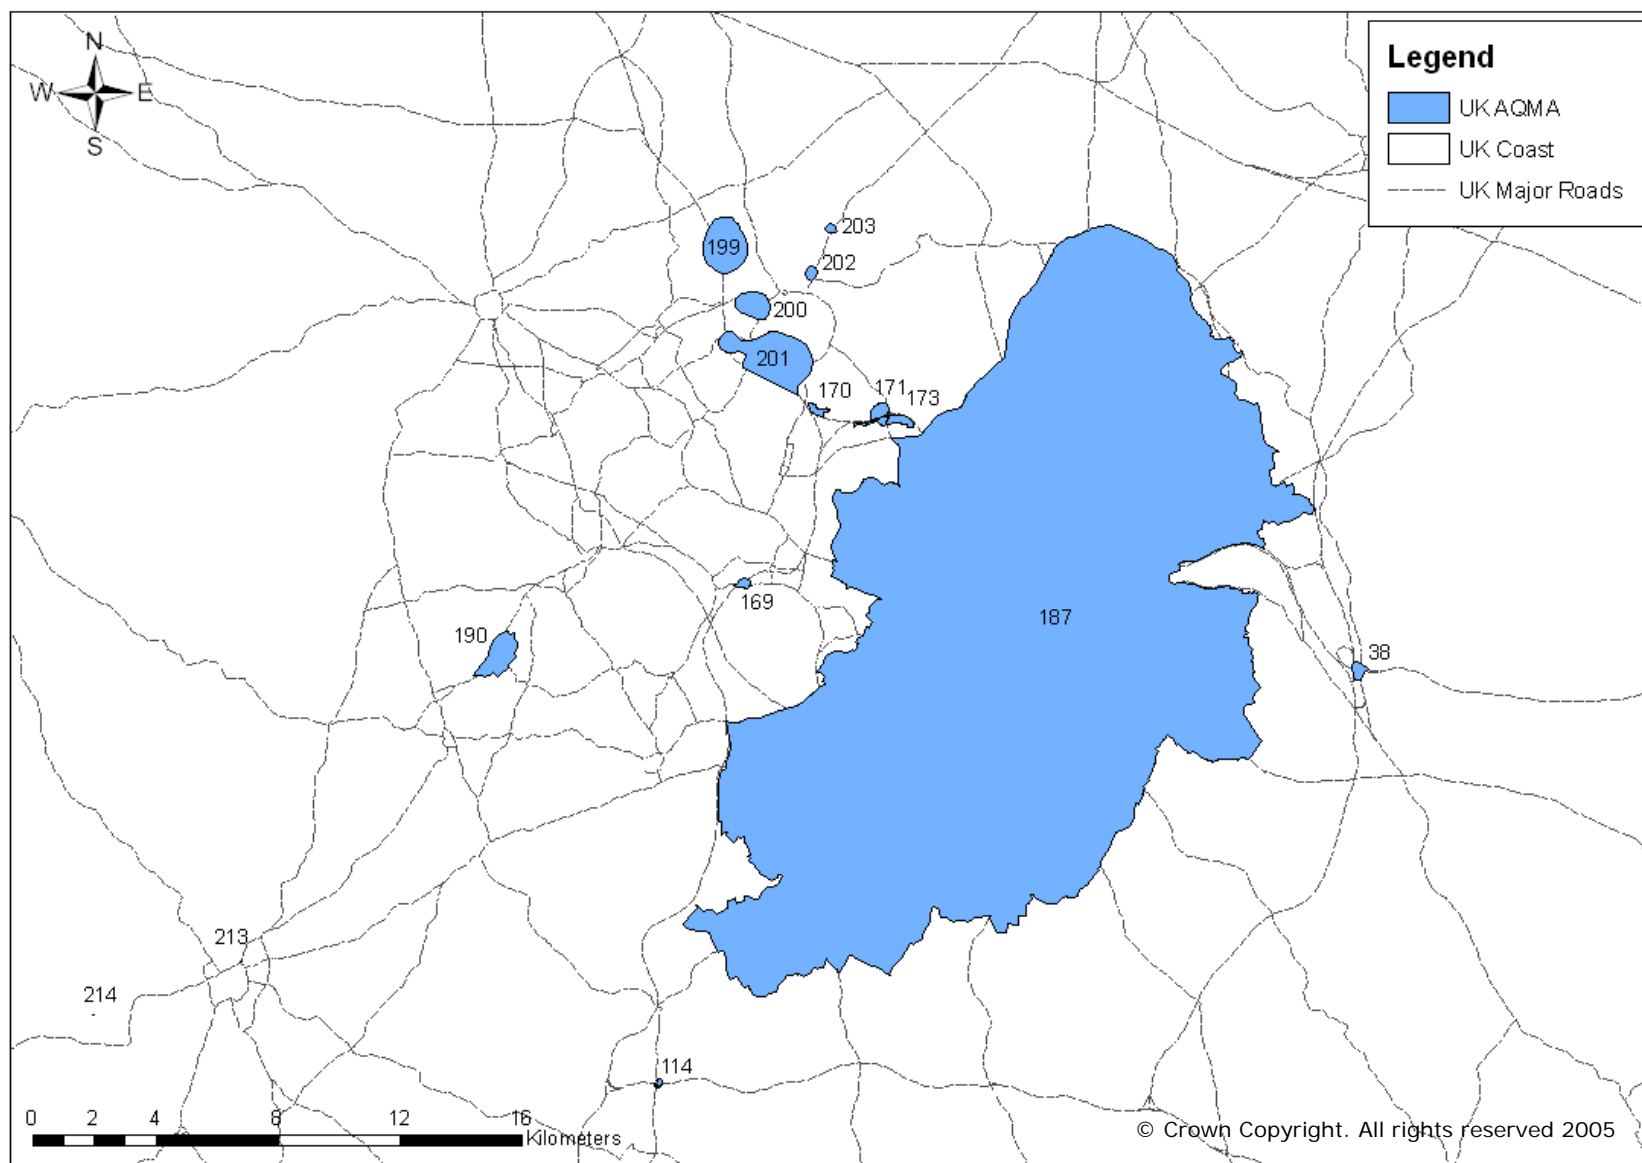 N
W E
S
Legend
UK AQMA
UK Coast
UK Major Roads
203
199
202
200
201
170
171
173
169
187
190
38
213
214
114
0 2 4 8 12 16
Kilometers
© Crown Copyright. All rights reserved 2005